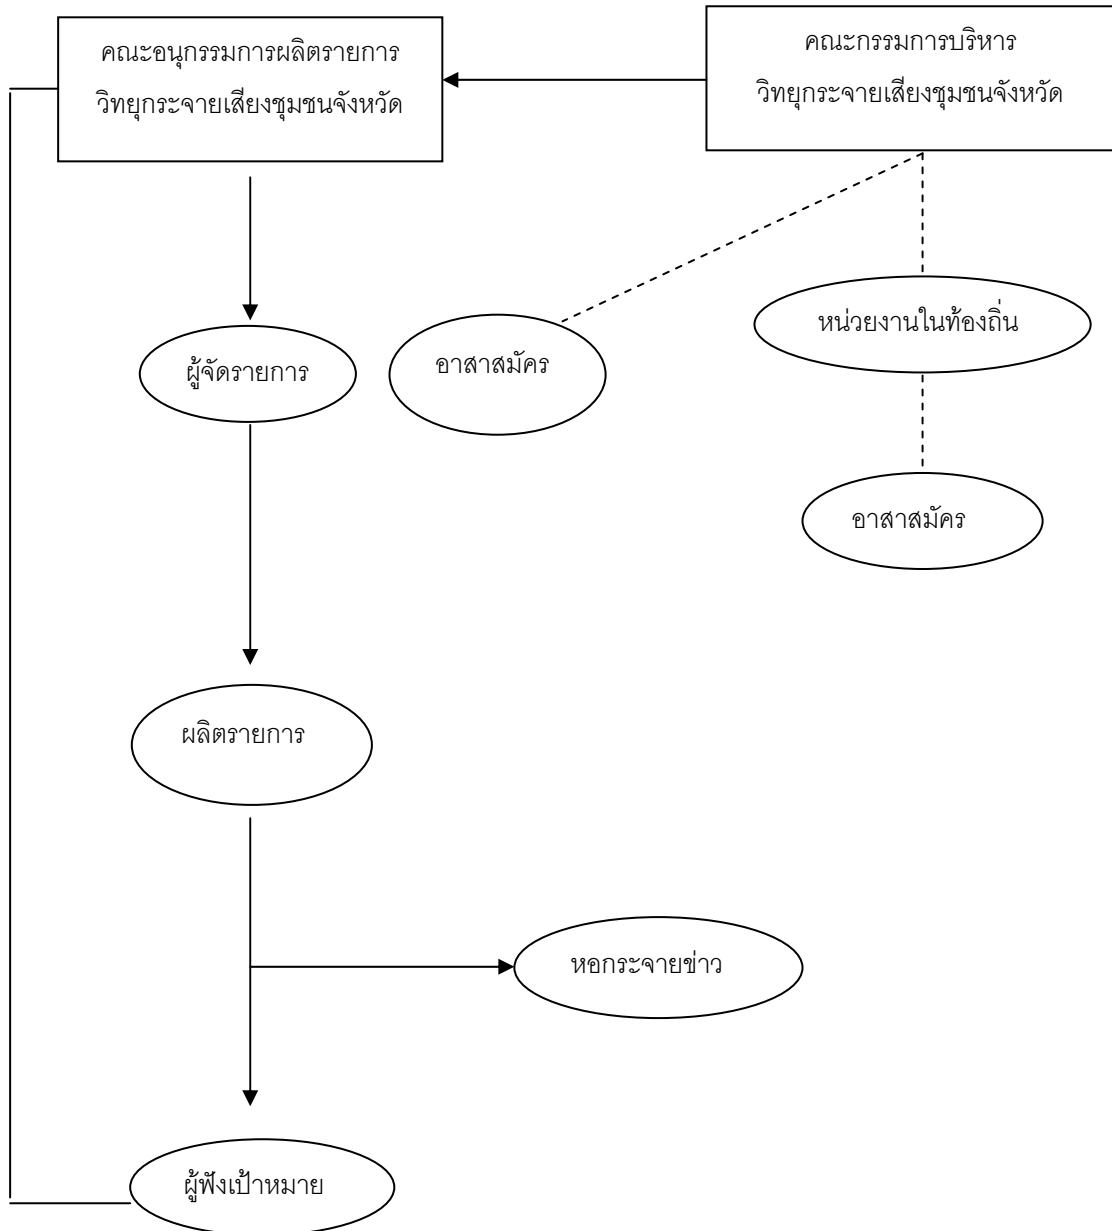 คณะอนุกรรมการผลิตรายการ
วิทยุกระจายเสียงชุมชนจังหวัด
คณะกรรมการบริหาร
วิทยุกระจายเสียงชุมชนจังหวัด
หน่วยงานในท้องถิ่น
ผู้จัดรายการ
อาสาสมัคร
อาสาสมัคร
ผลิตรายการ
หอกระจายข่าว
ผู้ฟังเป้าหมาย